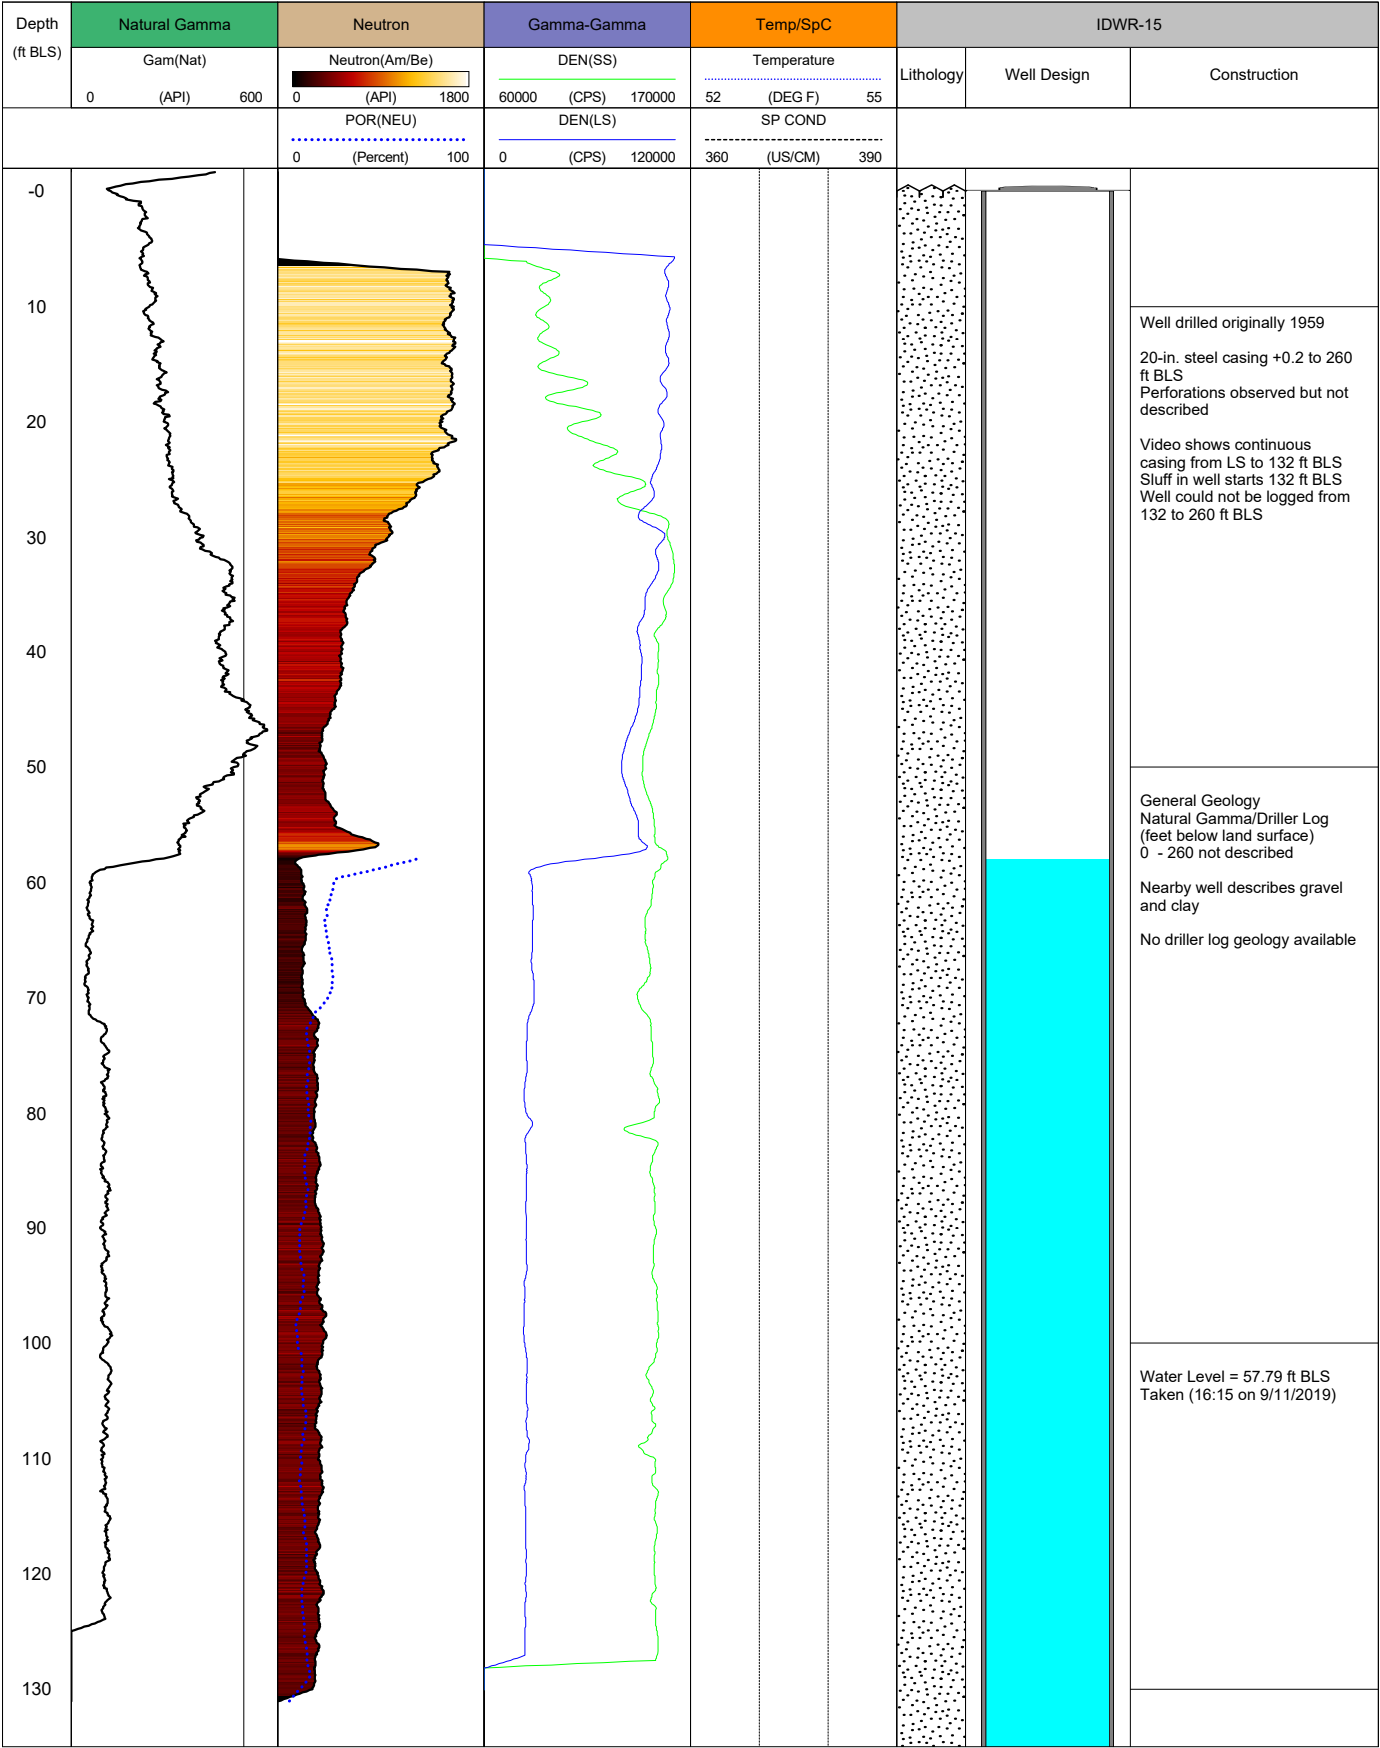 Depth
(ft BLS)
Natural Gamma
Neutron
Gamma-Gamma
Temp/SpC
IDWR-15
Gam(Nat)
0 (API) 600
Neutron(Am/Be)
0 (API) 1800
DEN(SS)
60000 (CPS) 170000
Temperature
52 (DEG F) 55
Lithology
Well Design
Construction
POR(NEU)
0 (Percent) 100
DEN(LS)
0 (CPS) 120000
SP COND
360 (US/CM) 390
-0
10
20
30
40
50
60
70
80
90
100
110
120
130
Well drilled originally 1959
20-in. steel casing +0.2 to 260
ft BLS
Perforations observed but not
described
Video shows continuous
casing from LS to 132 ft BLS
Sluff in well starts 132 ft BLS
Well could not be logged from
132 to 260 ft BLS
General Geology
Natural Gamma/Driller Log
(feet below land surface)
0 - 260 not described
Nearby well describes gravel
and clay
No driller log geology available
Water Level = 57.79 ft BLS
Taken (16:15 on 9/11/2019)